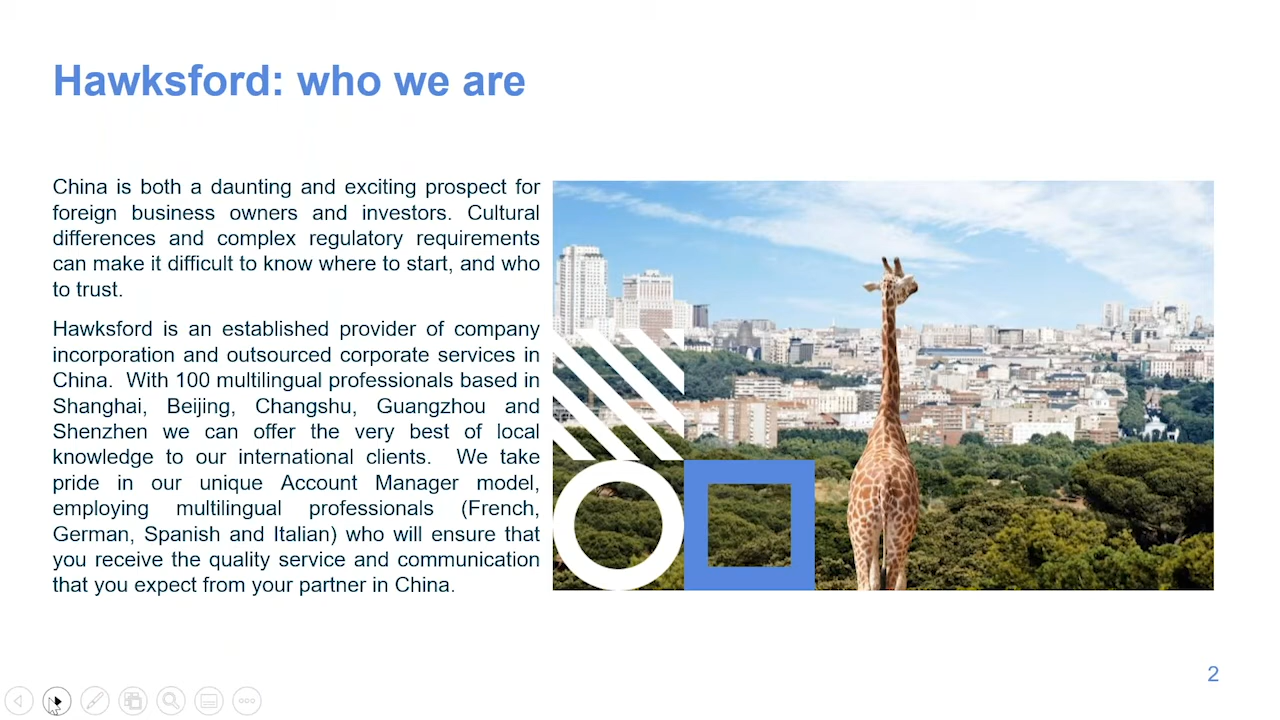 Hawksford: who we are
China is both a daunting and exciting prospect for
foreign business owners and investors. Cultural
differences and complex regulatory requirements
can make it difficult to know where to start, and who
to trust.
Hawksford is an established provider of company
incorporation and outsourced corporate services in
China. With 100 multilingual professionals based in
Shanghai, Beijing, Changshu, Guangzhou and
Shenzhen we can offer the very best of local
knowledge to our international clients. We take
pride in our unique Account Manager model,
employing multilingual professionals (French,
German, Spanish and Italian) who will ensure that
you receive the quality service and communication
that you expect from your partner in China.
2